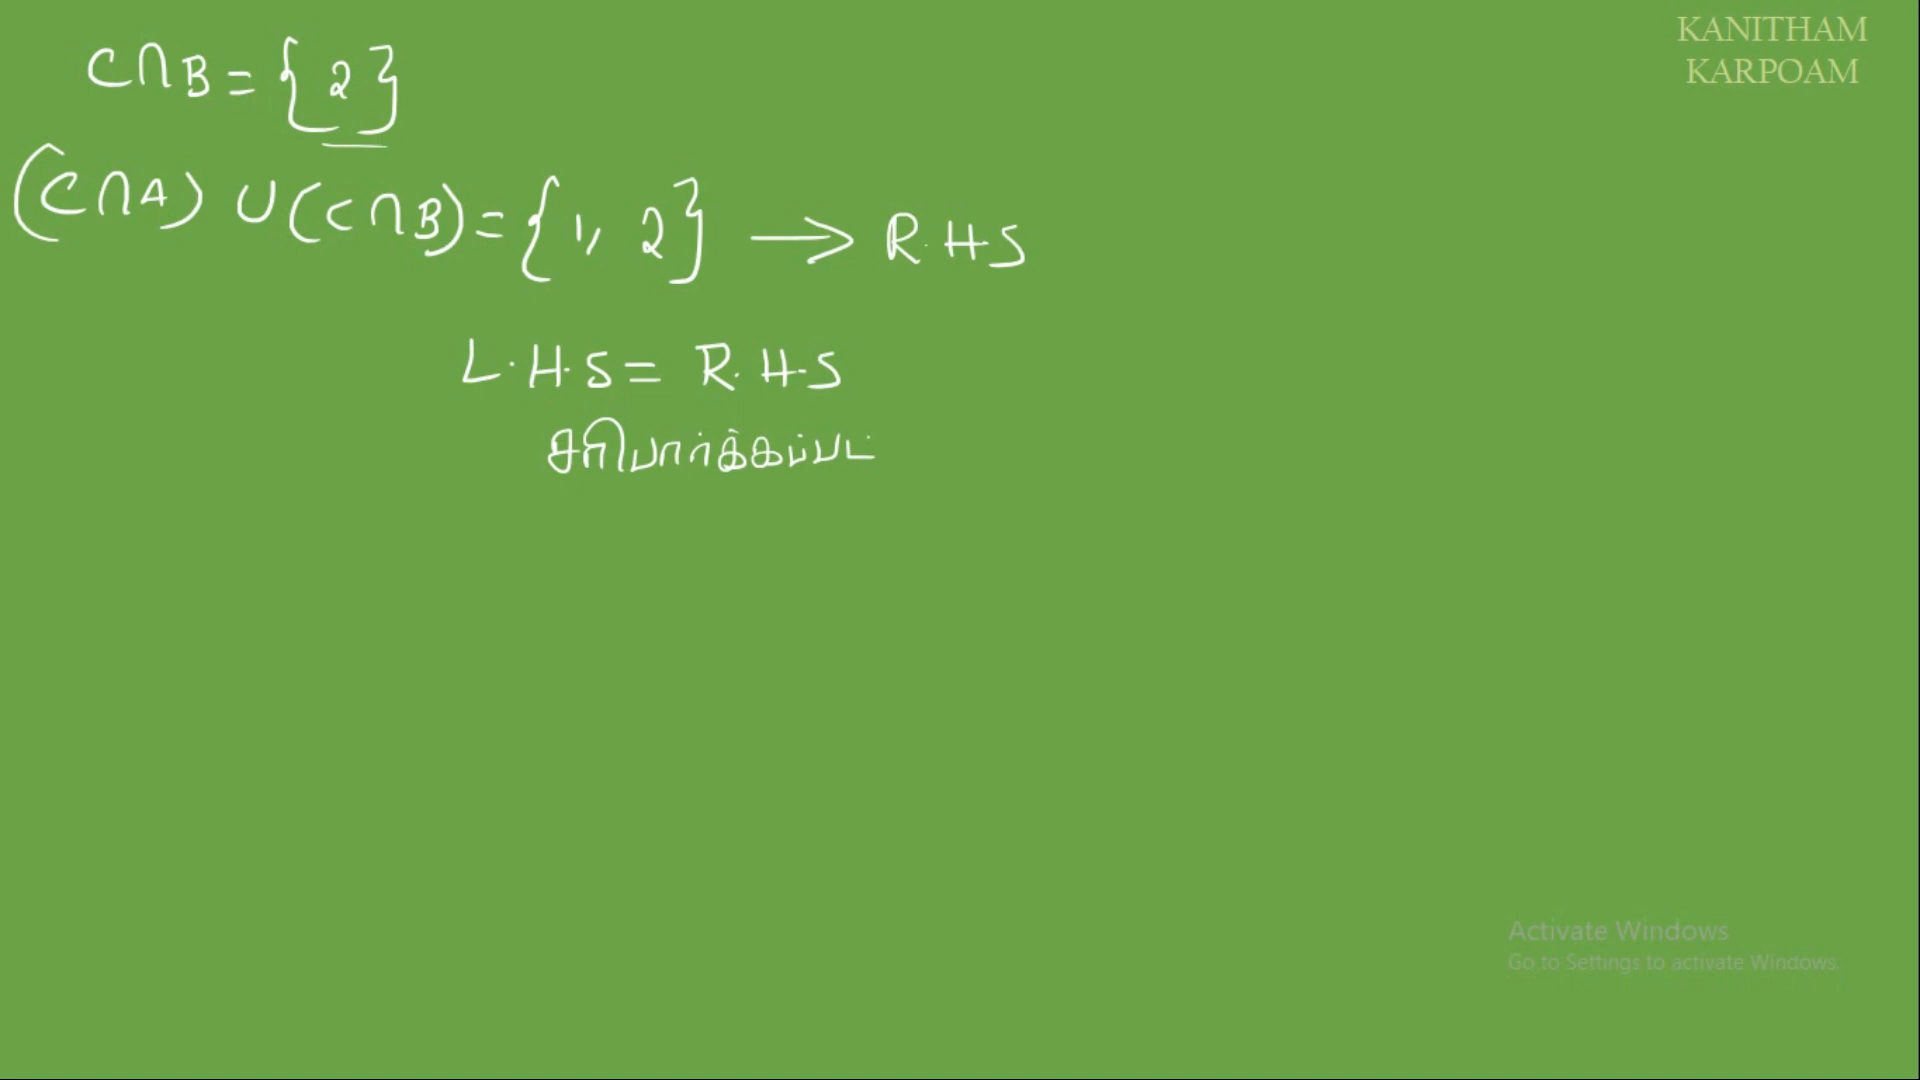 KANITHAM
KARPOAM
C∩B = {2}
(C∩A) ∪ (C∩B) = {1, 2} → R.H.S
L.H.S = R.H.S
சரிபார்க்கப்பட்
Activate Windows
Go to Settings to activate Windows.